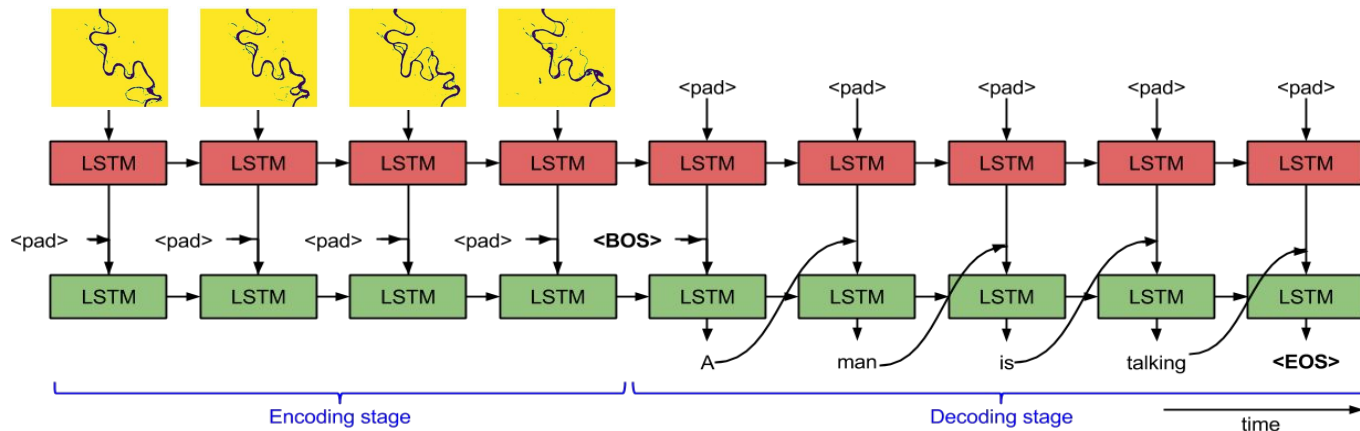 <pad> <pad> <pad> <pad> <pad>
LSTM LSTM LSTM LSTM LSTM LSTM LSTM LSTM LSTM
<pad> <pad> <pad> <pad> <BOS>
LSTM LSTM LSTM LSTM LSTM LSTM LSTM LSTM LSTM
A man is talking <EOS>
Encoding stage Decoding stage
time